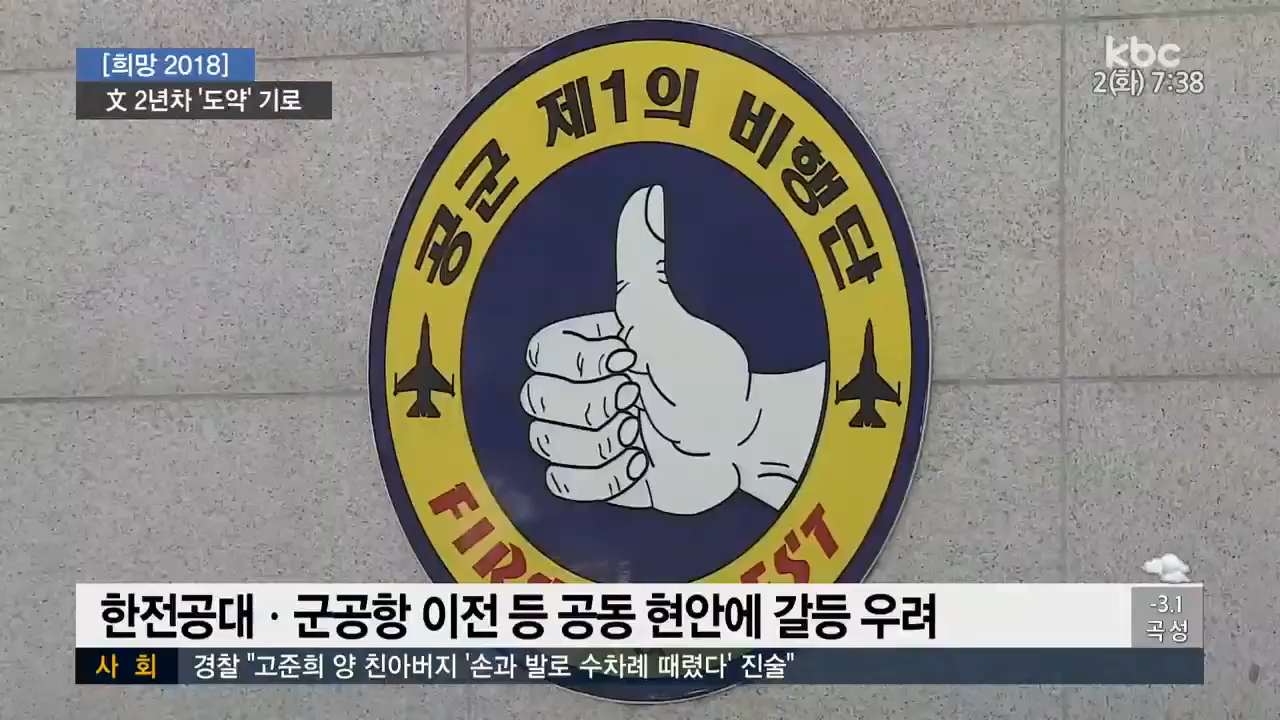 [희망 2018]
文 2년차 '도약' 기로
kbc
2(화) 7:38
공군 제1의 비행단
한전공대 · 군공항 이전 등 공동 현안에 갈등 우려
-3.1
곡성
사 회 경찰 "고준희 양 친아버지 '손과 발로 수차례 때렸다' 진술"